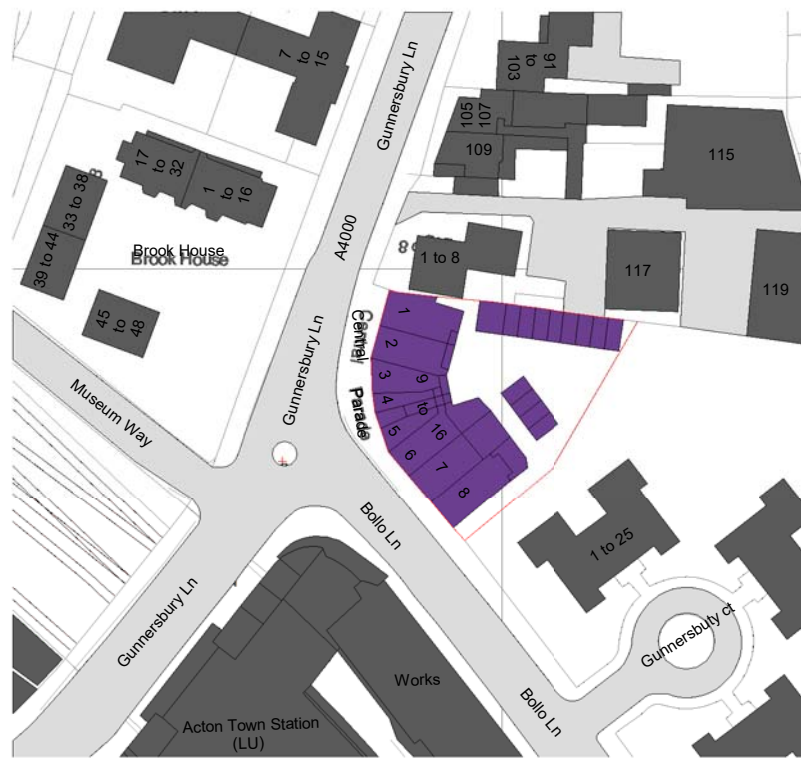 7
to
15
Gunnersbury Ln
91
to
103
105
107
109
115
17
to
32
1
to
16
33 to 38
39 to 44
Brook House
Brook House
45
to
48
A4000
1 to 8
117
119
Gunnersbury Ln
Central
Parade
1
2
3
4
5
6
7
8
9
to
16
Museum Way
Bollo Ln
1 to 25
Gunnersbury Ln
Gunnersbuty ct
Works
Acton Town Station
(LU)
Bollo Ln